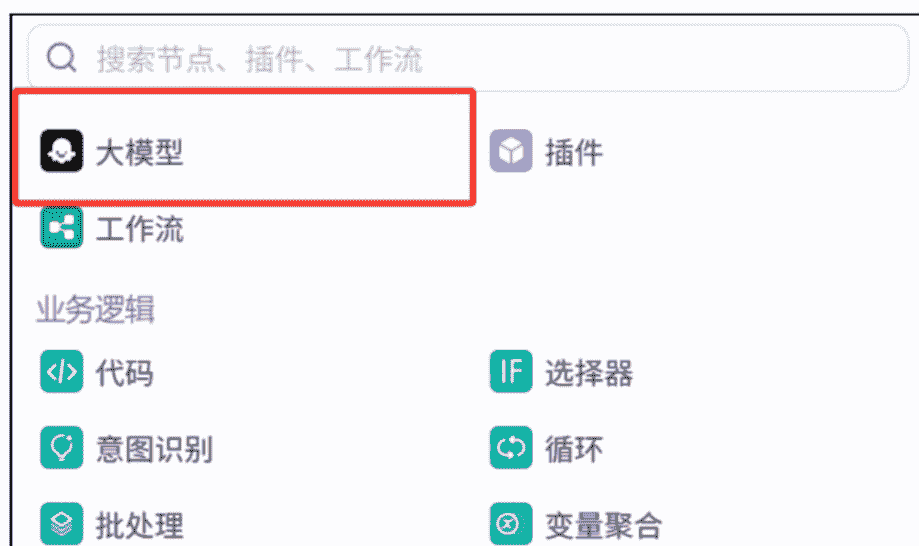 搜索节点、插件、工作流
大模型
插件
工作流
业务逻辑
</> 代码
IF 选择器
意图识别
循环
批处理
变量聚合